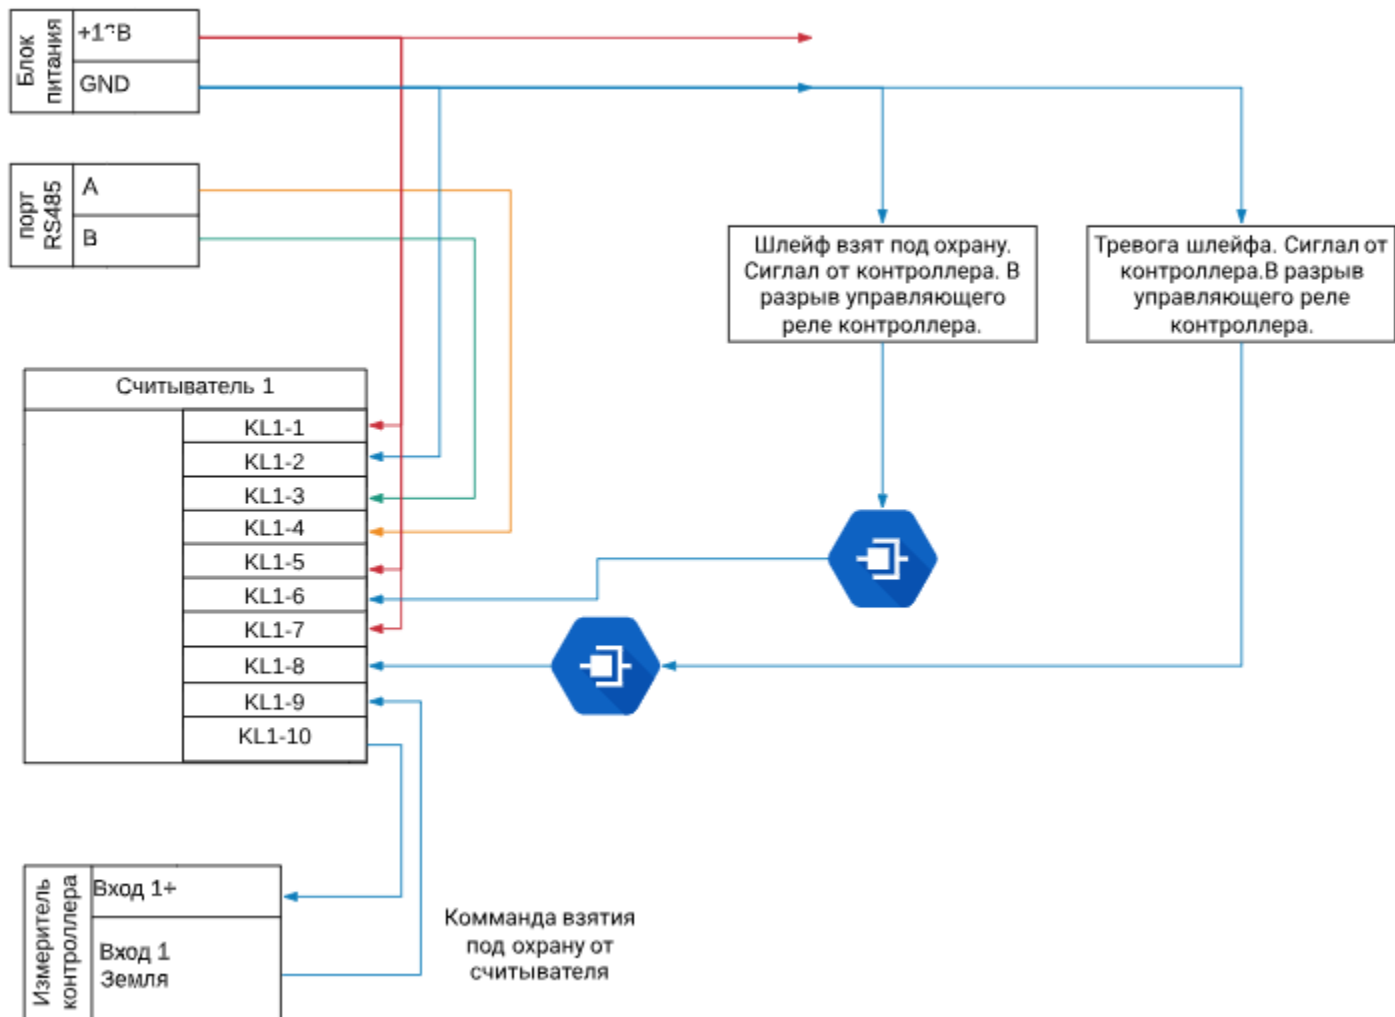 Блок
питания
GND
порт
RS485
A
B
Шлейф взят под охрану.
Сиглал от контроллера. В
разрыв управляющего
реле контроллера.
Тревога шлейфа. Сиглал от
контроллера.В разрыв
управляющего реле
контроллера.
Считыватель 1
KL1-1
KL1-2
KL1-3
KL1-4
KL1-5
KL1-6
KL1-7
KL1-8
KL1-9
KL1-10
Измеритель
контроллера
Вход 1+
Вход 1
Земля
Комманда взятия
под охрану от
считывателя